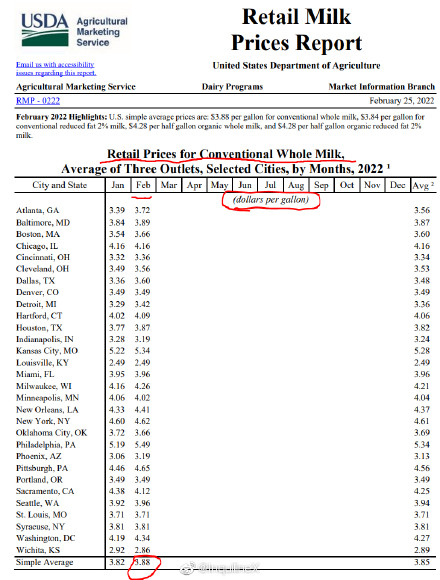 USDA
Agricultural
Marketing
Service
Retail Milk
Prices Report
Email us with accessibility
issues regarding this report.
United States Department of Agriculture
Agricultural Marketing Service Dairy Programs Market Information Branch
RMP - 0222 February 25, 2022
February 2022 Highlights: U.S. simple average prices are: $3.88 per gallon for conventional whole milk, $3.84 per gallon for
conventional reduced fat 2% milk, $4.28 per half gallon organic whole milk, and $4.28 per half gallon organic reduced fat 2%
milk.
Retail Prices for Conventional Whole Milk,
Average of Three Outlets, Selected Cities, by Months, 2022 1
City and State Jan Feb Mar Apr May Jun Jul Aug Sep Oct Nov Dec Avg 2
(dollars per gallon)
Atlanta, GA 3.39 3.72 3.56
Baltimore, MD 3.84 3.89 3.87
Boston, MA 3.54 3.66 3.60
Chicago, IL 4.16 4.16 4.16
Cincinnati, OH 3.32 3.36 3.34
Cleveland, OH 3.49 3.56 3.53
Dallas, TX 3.36 3.60 3.48
Denver, CO 3.49 3.49 3.49
Detroit, MI 3.29 3.42 3.36
Hartford, CT 4.02 4.09 4.06
Houston, TX 3.77 3.87 3.82
Indianapolis, IN 3.28 3.19 3.24
Kansas City, MO 5.22 5.34 5.28
Louisville, KY 2.49 2.49 2.49
Miami, FL 3.95 3.96 3.96
Milwaukee, WI 4.16 4.26 4.21
Minneapolis, MN 4.06 4.02 4.04
New Orleans, LA 4.33 4.41 4.37
New York, NY 4.60 4.62 4.61
Oklahoma City, OK 3.72 3.66 3.69
Philadelphia, PA 5.19 5.49 5.34
Phoenix, AZ 3.06 3.19 3.13
Pittsburgh, PA 4.46 4.65 4.56
Portland, OR 3.49 3.49 3.49
Sacramento, CA 4.38 4.12 4.25
Seattle, WA 3.92 3.96 3.94
St. Louis, MO 3.71 3.71 3.71
Syracuse, NY 3.81 3.81 3.81
Washington, DC 4.19 4.34 4.27
Wichita, KS 2.92 2.86 2.89
Simple Average 3.82 3.88 3.85